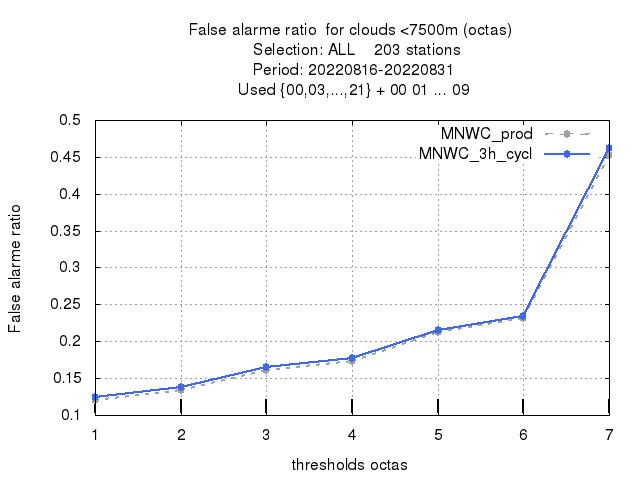 False alarme ratio  for clouds <7500m (octas)
Selection: ALL    203 stations
Period: 20220816-20220831
Used {00,03,...,21} + 00 01 ... 09
MNWC_prod
MNWC_3h_cycl
False alarme ratio
0.5
0.45
0.4
0.35
0.3
0.25
0.2
0.15
0.1
1 2 3 4 5 6 7
thresholds octas